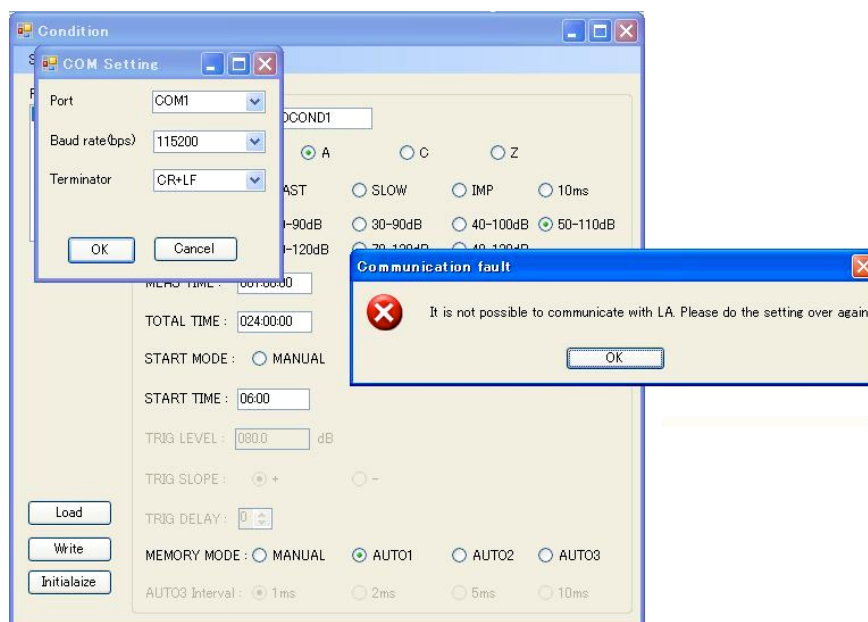 Condition
COM Setting
Port COM1
Baud rate(bps) 115200
Terminator CR+LF
OK Cancel
A C Z
SLOW IMP 10ms
30-90dB 40-100dB 50-110dB
Communication fault
It is not possible to communicate with LA. Please do the setting over again
OK
TOTAL TIME : 024:00:00
START MODE : MANUAL
START TIME : 06:00
TRIG LEVEL : 080.0 dB
TRIG SLOPE : + -
TRIG DELAY : 0
Load
Write
Initialaize
MEMORY MODE : MANUAL AUTO1 AUTO2 AUTO3
AUTO3 Interval : 1ms 2ms 5ms 10ms